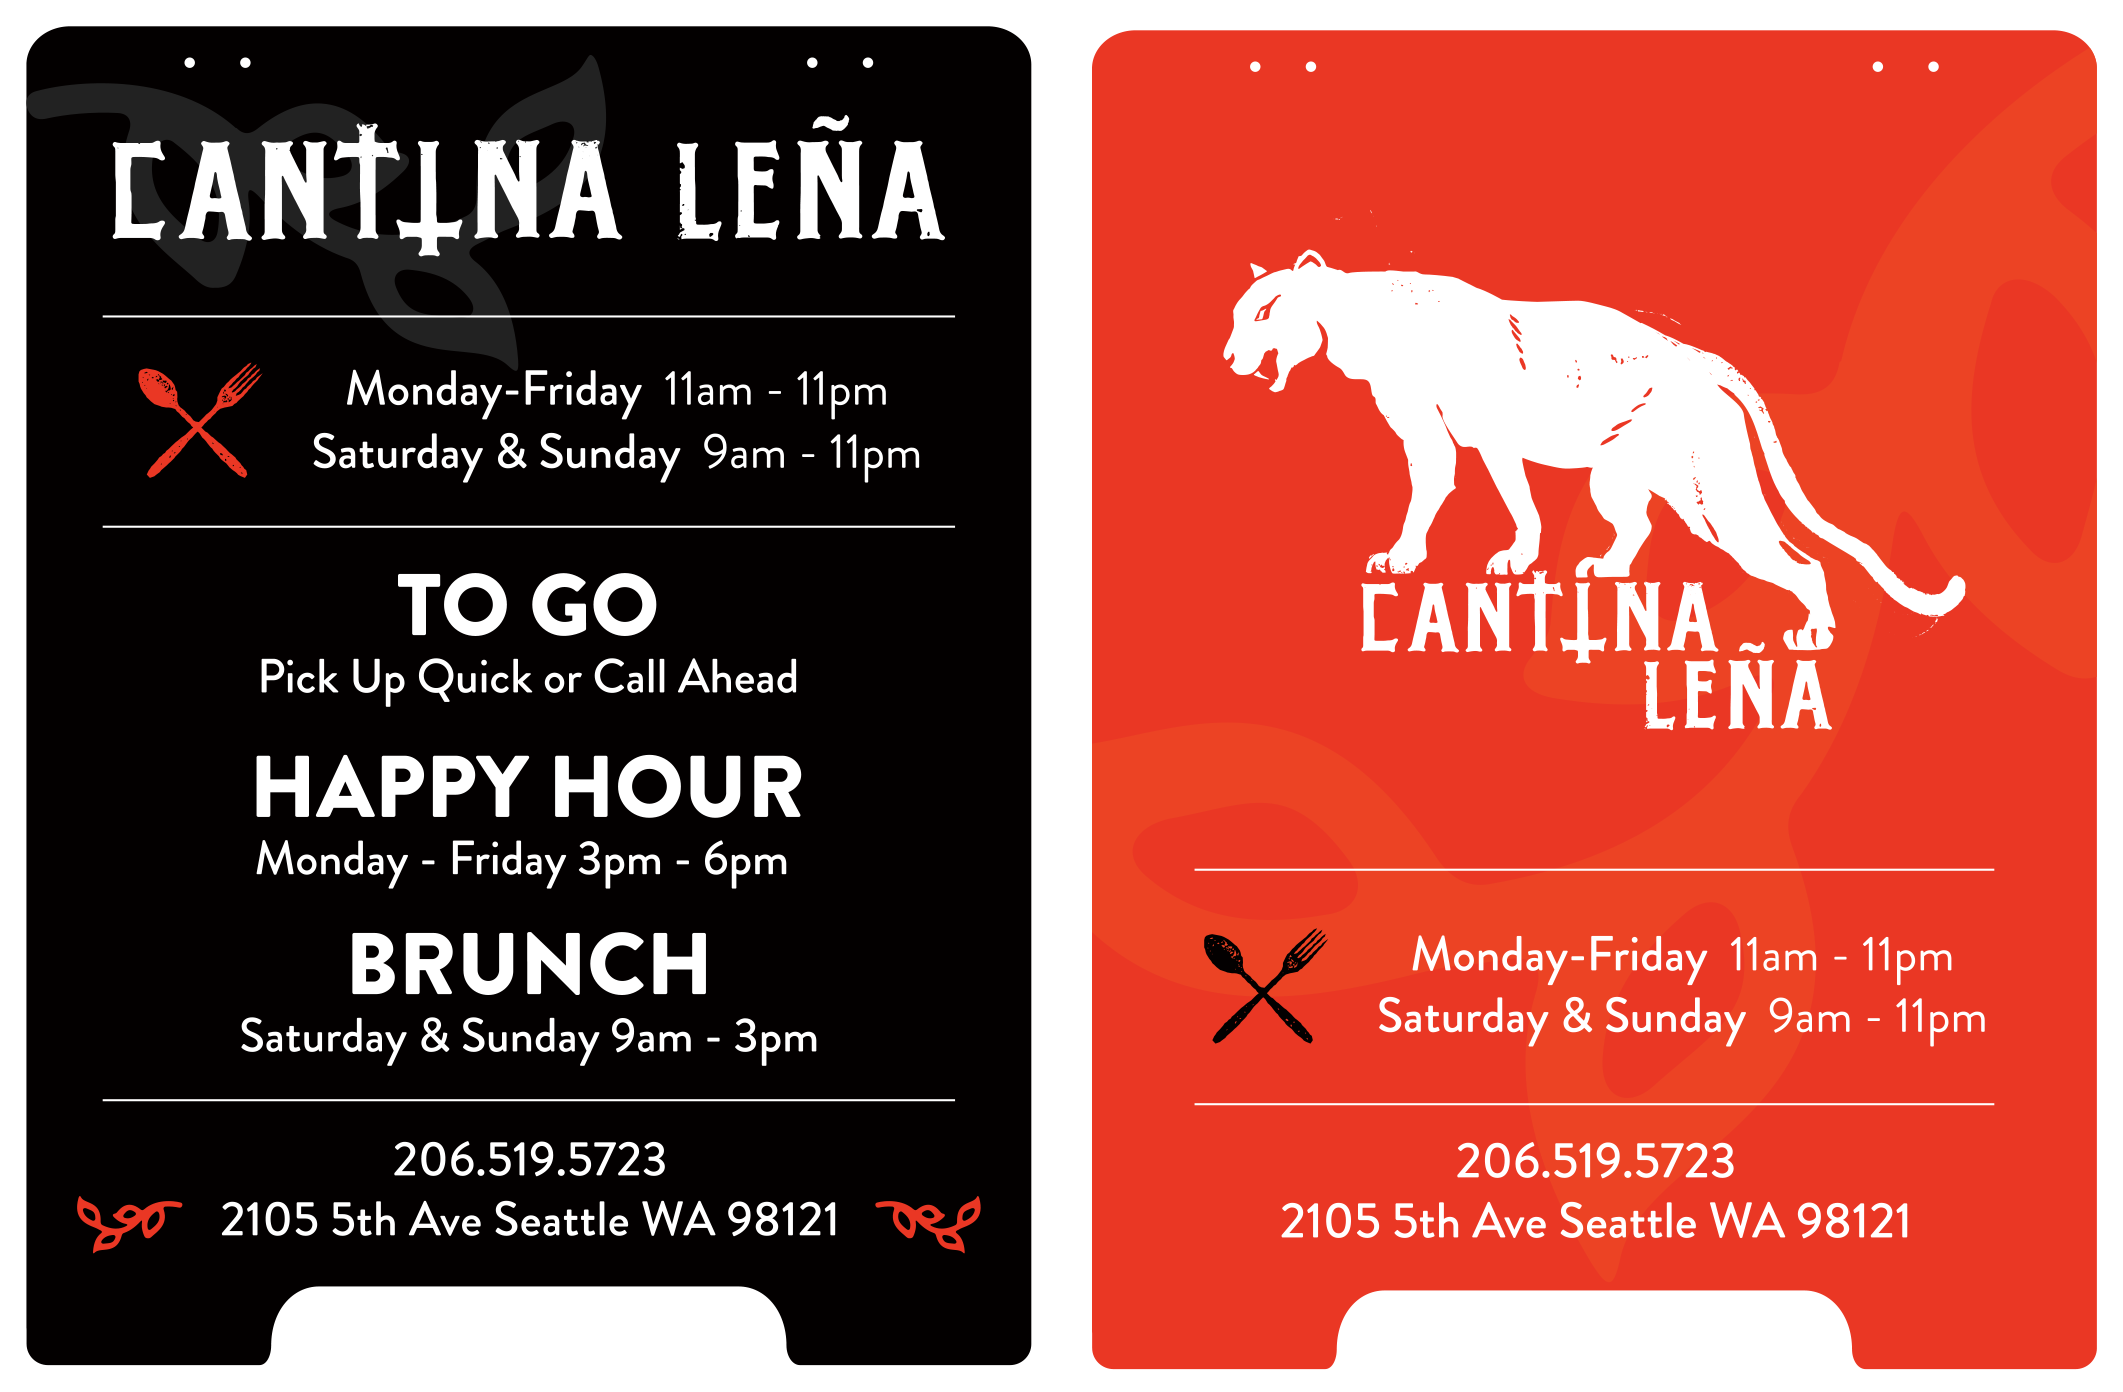 CANTINA LEÑA
Monday-Friday 11am - 11pm
Saturday & Sunday 9am - 11pm
TO GO
Pick Up Quick or Call Ahead
HAPPY HOUR
Monday - Friday 3pm - 6pm
BRUNCH
Saturday & Sunday 9am - 3pm
206.519.5723
2105 5th Ave Seattle WA 98121
CANTINA
LEÑA
Monday-Friday 11am - 11pm
Saturday & Sunday 9am - 11pm
206.519.5723
2105 5th Ave Seattle WA 98121